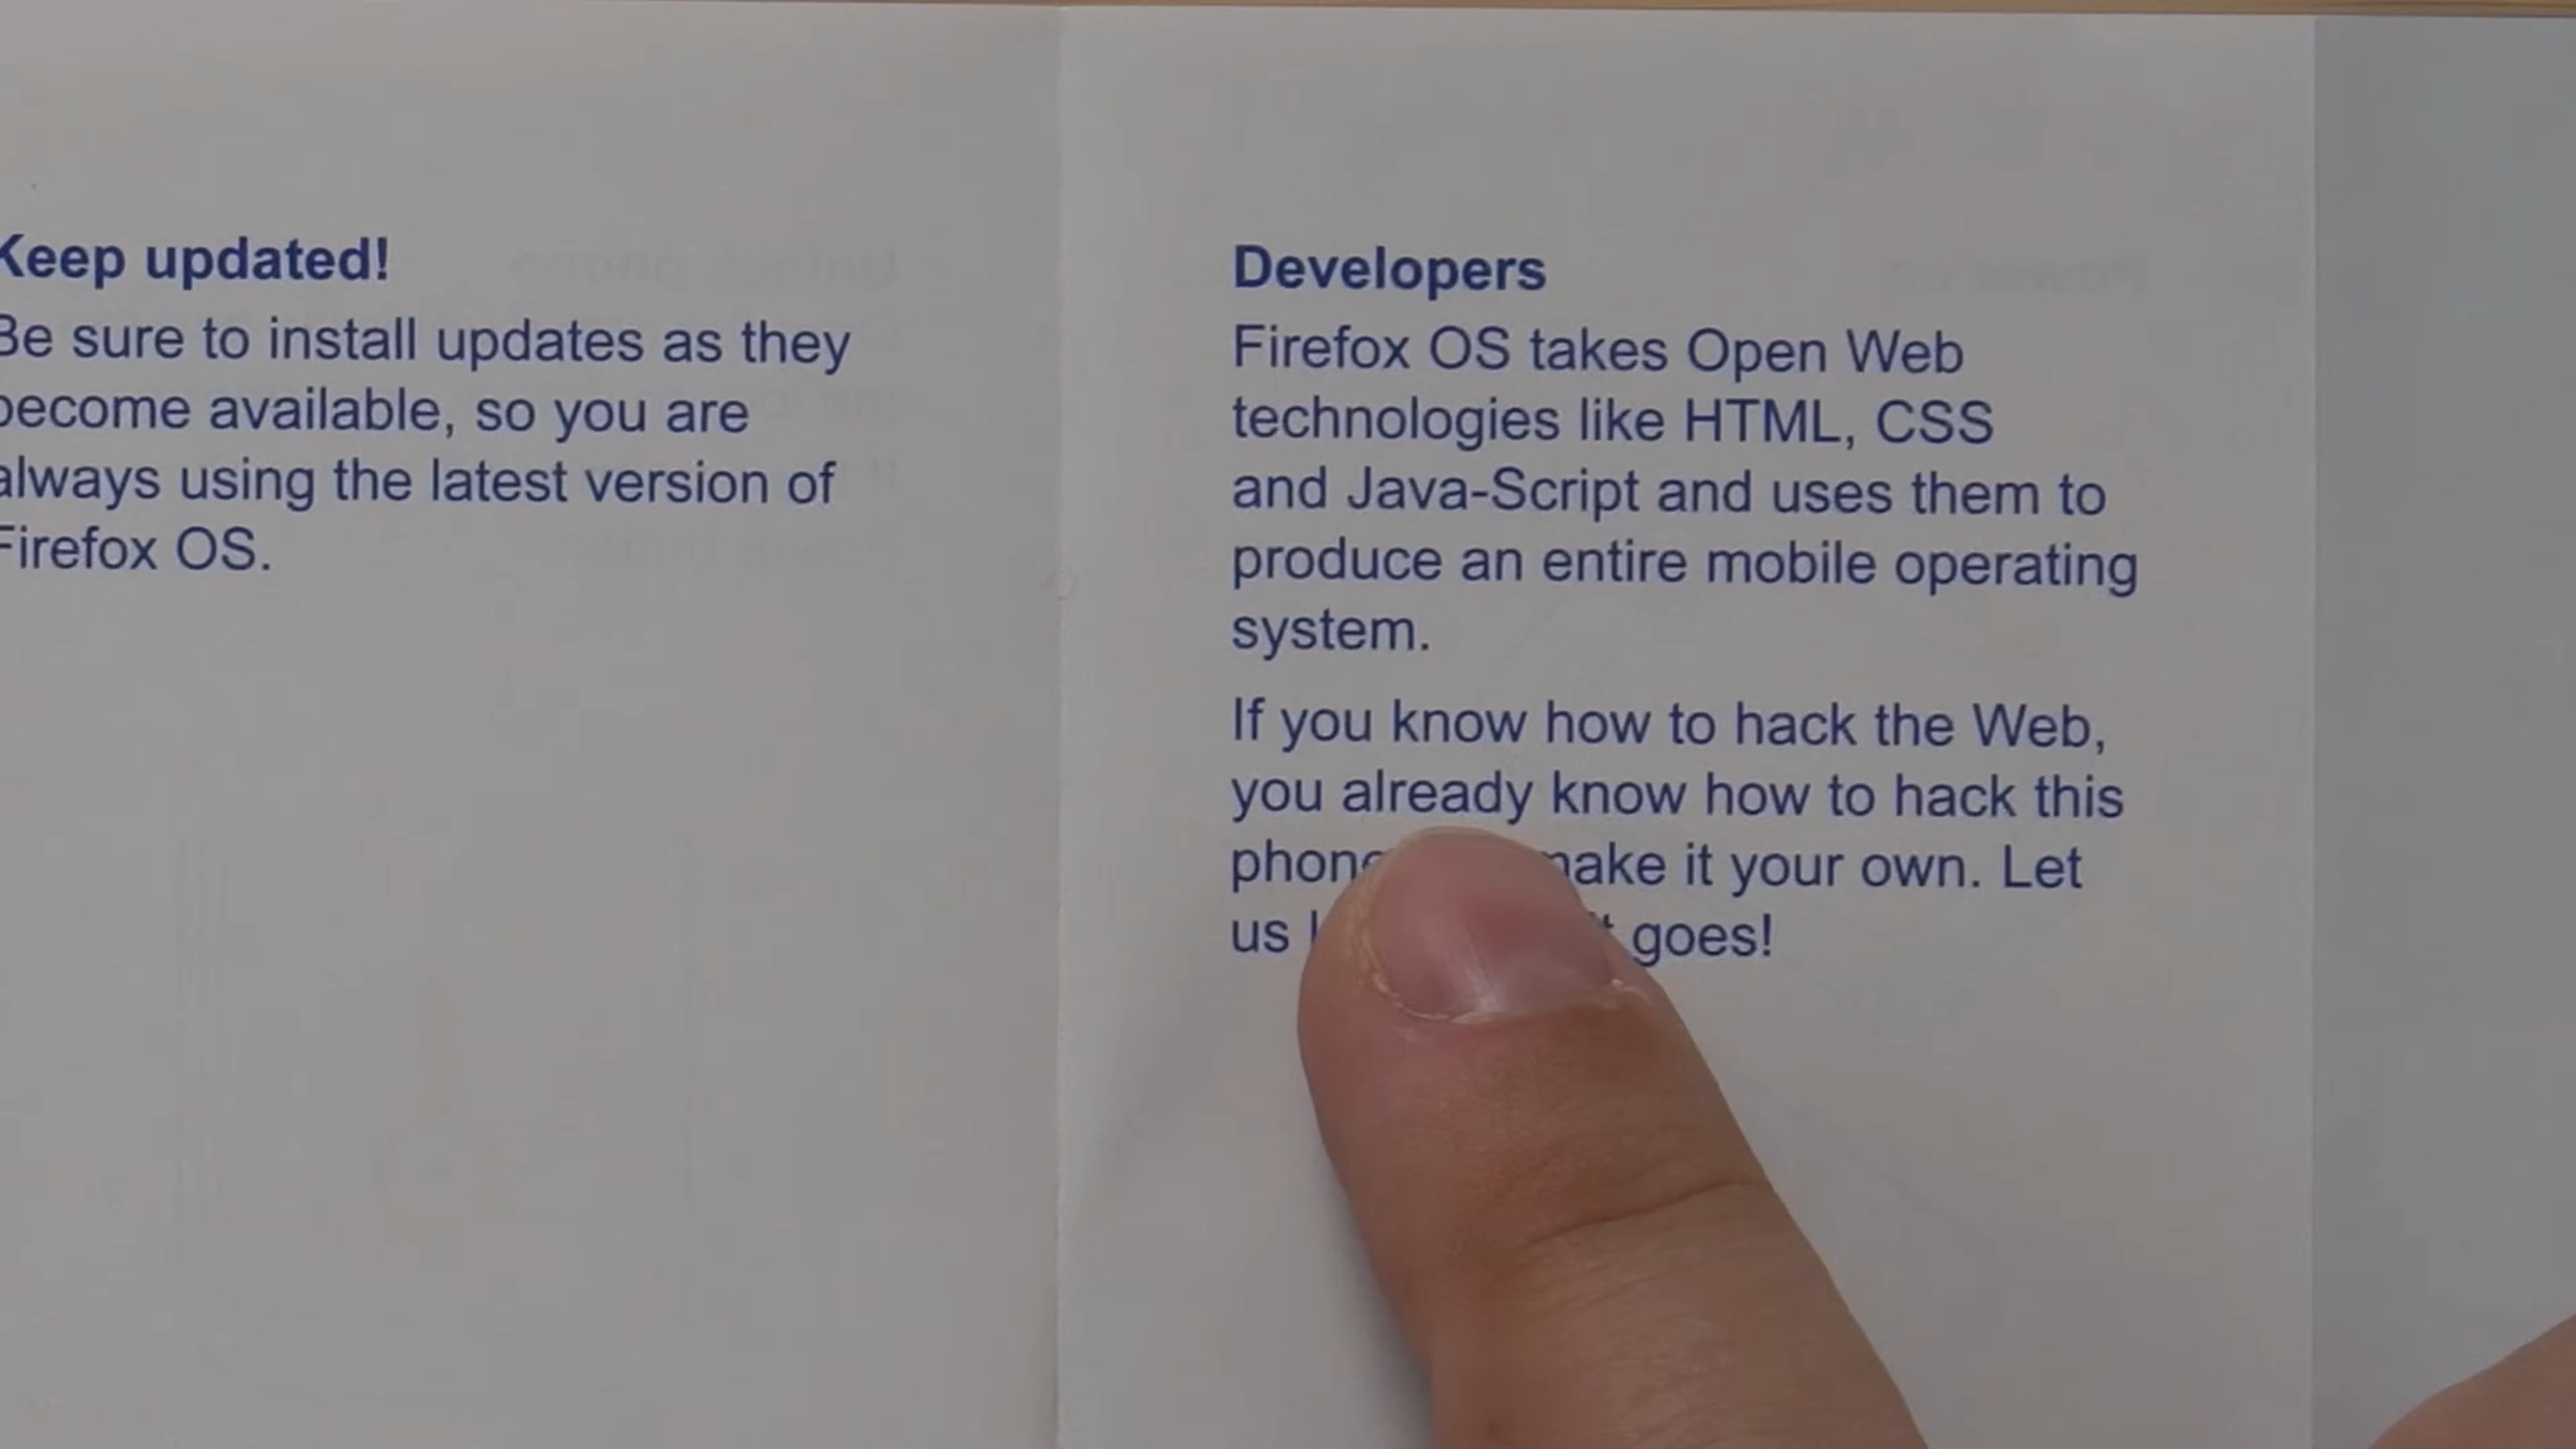 Keep updated!
Be sure to install updates as they
become available, so you are
always using the latest version of
Firefox OS.
Developers
Firefox OS takes Open Web
technologies like HTML, CSS
and Java-Script and uses them to
produce an entire mobile operating
system.
If you know how to hack the Web,
you already know how to hack this
make it your own. Let
us goes!